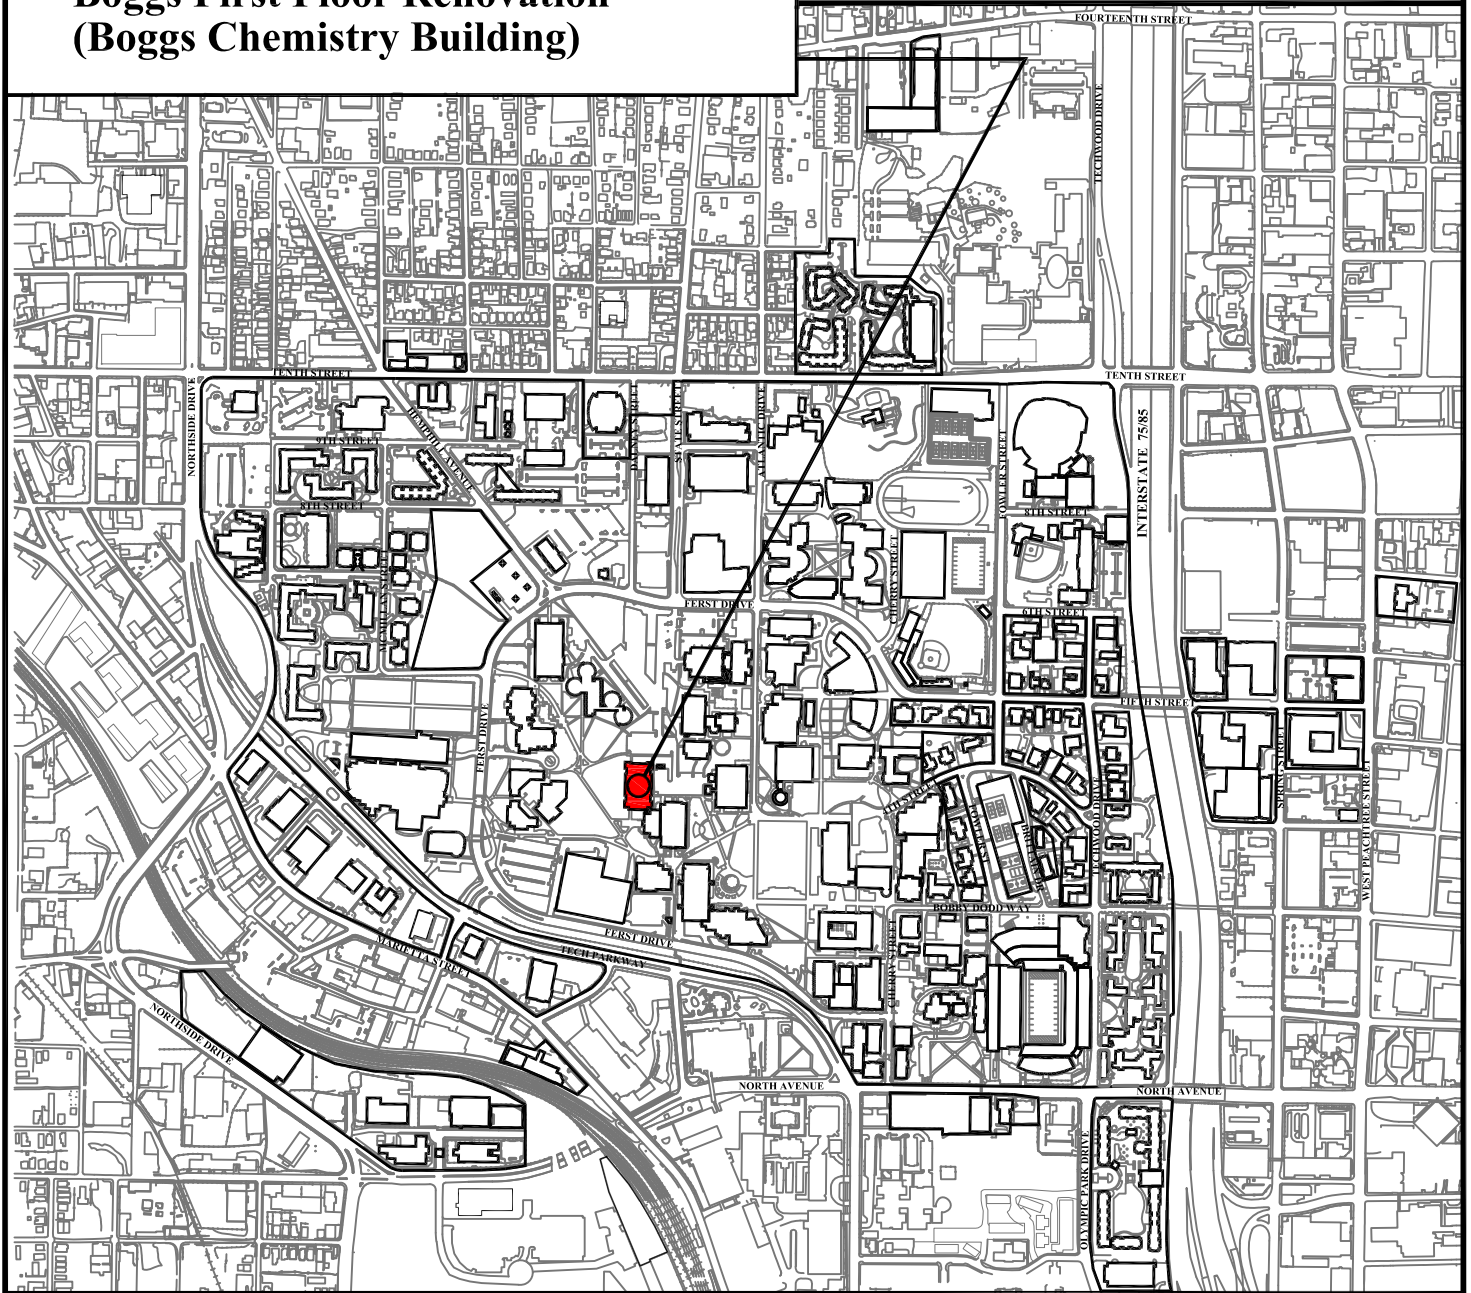 Boggs First Floor Renovation
(Boggs Chemistry Building)
FOURTEENTH STREET
TECHWOOD DRIVE
TENTH STREET
TENTH STREET
NORTHSIDE DRIVE
HEMPHILL AVENUE
DALNEY STREET
STATE STREET
ATLANTIC DRIVE
9TH STREET
FOWLER STREET
INTERSTATE 75/85
8TH STREET
8TH STREET
CHERRY STREET
FERST DRIVE
6TH STREET
FIFTH STREET
FERST DRIVE
SPRING STREET
WEST PEACHTREE STREET
4TH STREET
TECHWOOD DRIVE
BOBBY DODD WAY
FERST DRIVE
TECH PARKWAY
MARIETTA STREET
CHERRY STREET
NORTHSIDE DRIVE
NORTH AVENUE
NORTH AVENUE
OLYMPIC PARK DRIVE